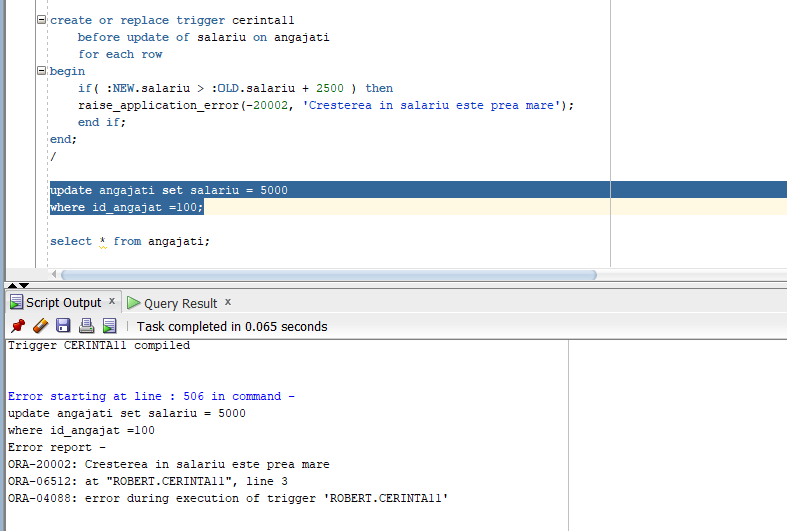 create or replace trigger cerinta11
before update of salariu on angajati
for each row
begin
if( :NEW.salariu > :OLD.salariu + 2500 ) then
raise_application_error(-20002, 'Cresterea in salariu este prea mare');
end if;
end;
/
update angajati set salariu = 5000
where id_angajat =100;
select * from angajati;
Script Output x
Query Result x
Task completed in 0.065 seconds
Trigger CERINTA11 compiled
Error starting at line : 506 in command -
update angajati set salariu = 5000
where id_angajat =100
Error report -
ORA-20002: Cresterea in salariu este prea mare
ORA-06512: at "ROBERT.CERINTA11", line 3
ORA-04088: error during execution of trigger 'ROBERT.CERINTA11'